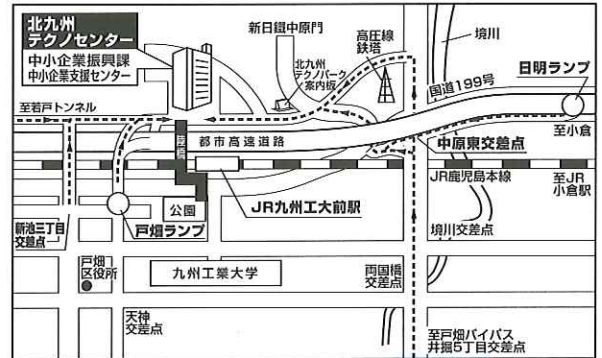 北九州
テクノセンター
中小企業振興課
中小企業支援センター
新日鐵中原門
高圧線
鉄塔
境川
北九州
テクノパーク
案内板
国道199号
日明ランプ
至若戸トンネル
歩道橋
都市高速道路
中原東交差点
至小倉
JR鹿児島本線
至JR
小倉駅
新池三丁目
交差点
戸畑ランプ
公園
JR九州工大前駅
境川交差点
戸畑
区役所
九州工業大学
両国橋
交差点
天神
交差点
至戸畑バイパス
井堀5丁目交差点